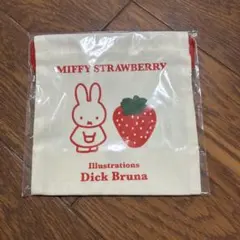 MIFFY STRAWBERRY
Illustrations
Dick Bruna